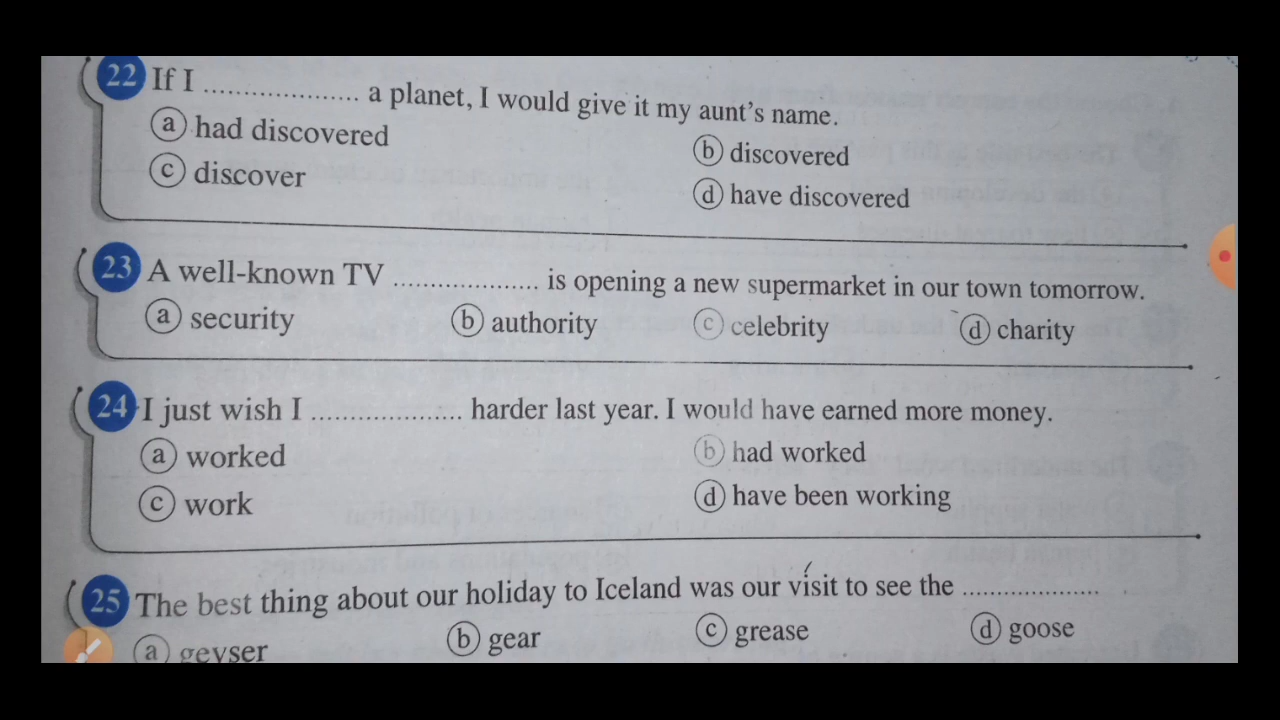 22 If I ................... a planet, I would give it my aunt's name.
a had discovered
b discovered
c discover
d have discovered
23 A well-known TV ................... is opening a new supermarket in our town tomorrow.
a security b authority c celebrity d charity
24 I just wish I ................... harder last year. I would have earned more money.
a worked b had worked
c work d have been working
25 The best thing about our holiday to Iceland was our visit to see the ...................
a geyser b gear c grease d goose